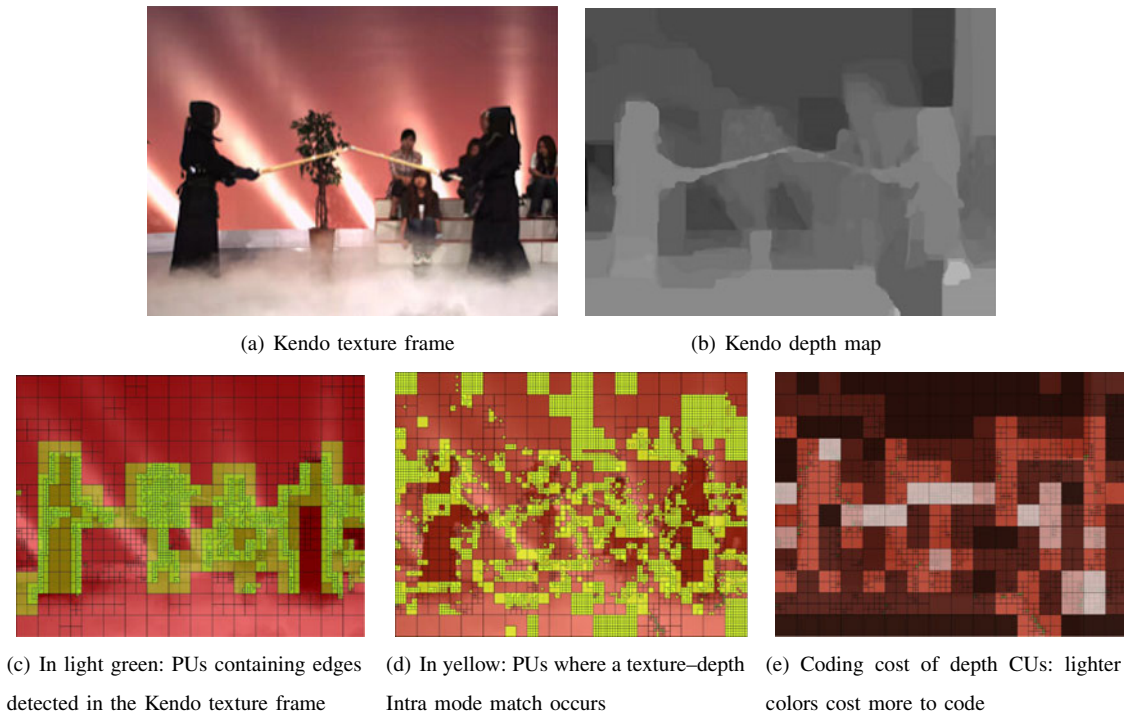 (a) Kendo texture frame
(b) Kendo depth map
(c) In light green: PUs containing edges
detected in the Kendo texture frame
(d) In yellow: PUs where a texture–depth
Intra mode match occurs
(e) Coding cost of depth CUs: lighter
colors cost more to code